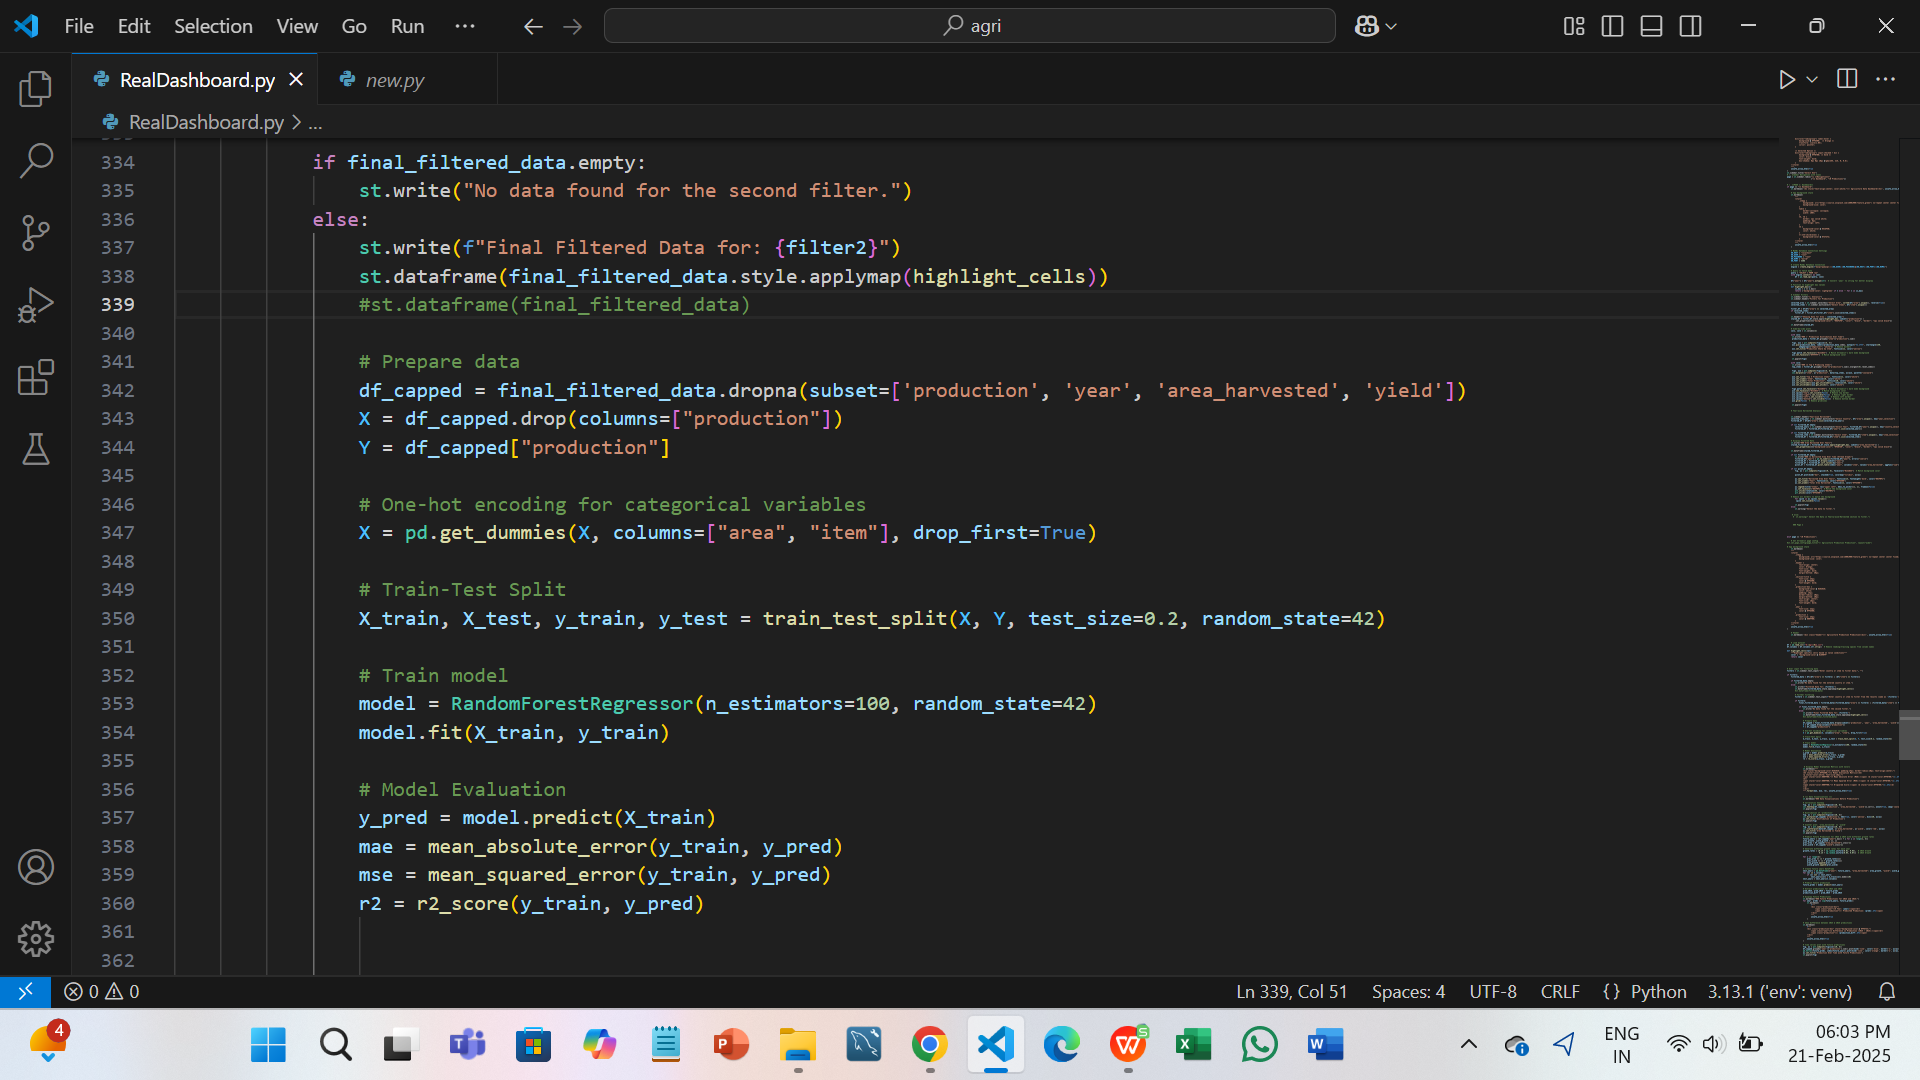 File Edit Selection View Go Run ···
agri
RealDashboard.py
new.py
RealDashboard.py > ...
334 if final_filtered_data.empty:
335 st.write("No data found for the second filter.")
336 else:
337 st.write(f"Final Filtered Data for: {filter2}")
338 st.dataframe(final_filtered_data.style.applymap(highlight_cells))
339 #st.dataframe(final_filtered_data)
340
341 # Prepare data
342 df_capped = final_filtered_data.dropna(subset=['production', 'year', 'area_harvested', 'yield'])
343 X = df_capped.drop(columns=["production"])
344 Y = df_capped["production"]
345
346 # One-hot encoding for categorical variables
347 X = pd.get_dummies(X, columns=["area", "item"], drop_first=True)
348
349 # Train-Test Split
350 X_train, X_test, y_train, y_test = train_test_split(X, Y, test_size=0.2, random_state=42)
351
352 # Train model
353 model = RandomForestRegressor(n_estimators=100, random_state=42)
354 model.fit(X_train, y_train)
355
356 # Model Evaluation
357 y_pred = model.predict(X_train)
358 mae = mean_absolute_error(y_train, y_pred)
359 mse = mean_squared_error(y_train, y_pred)
360 r2 = r2_score(y_train, y_pred)
361
362
0 0
Ln 339, Col 51 Spaces: 4 UTF-8 CRLF {} Python 3.13.1 ('env': venv)
4
ENG
IN
06:03 PM
21-Feb-2025